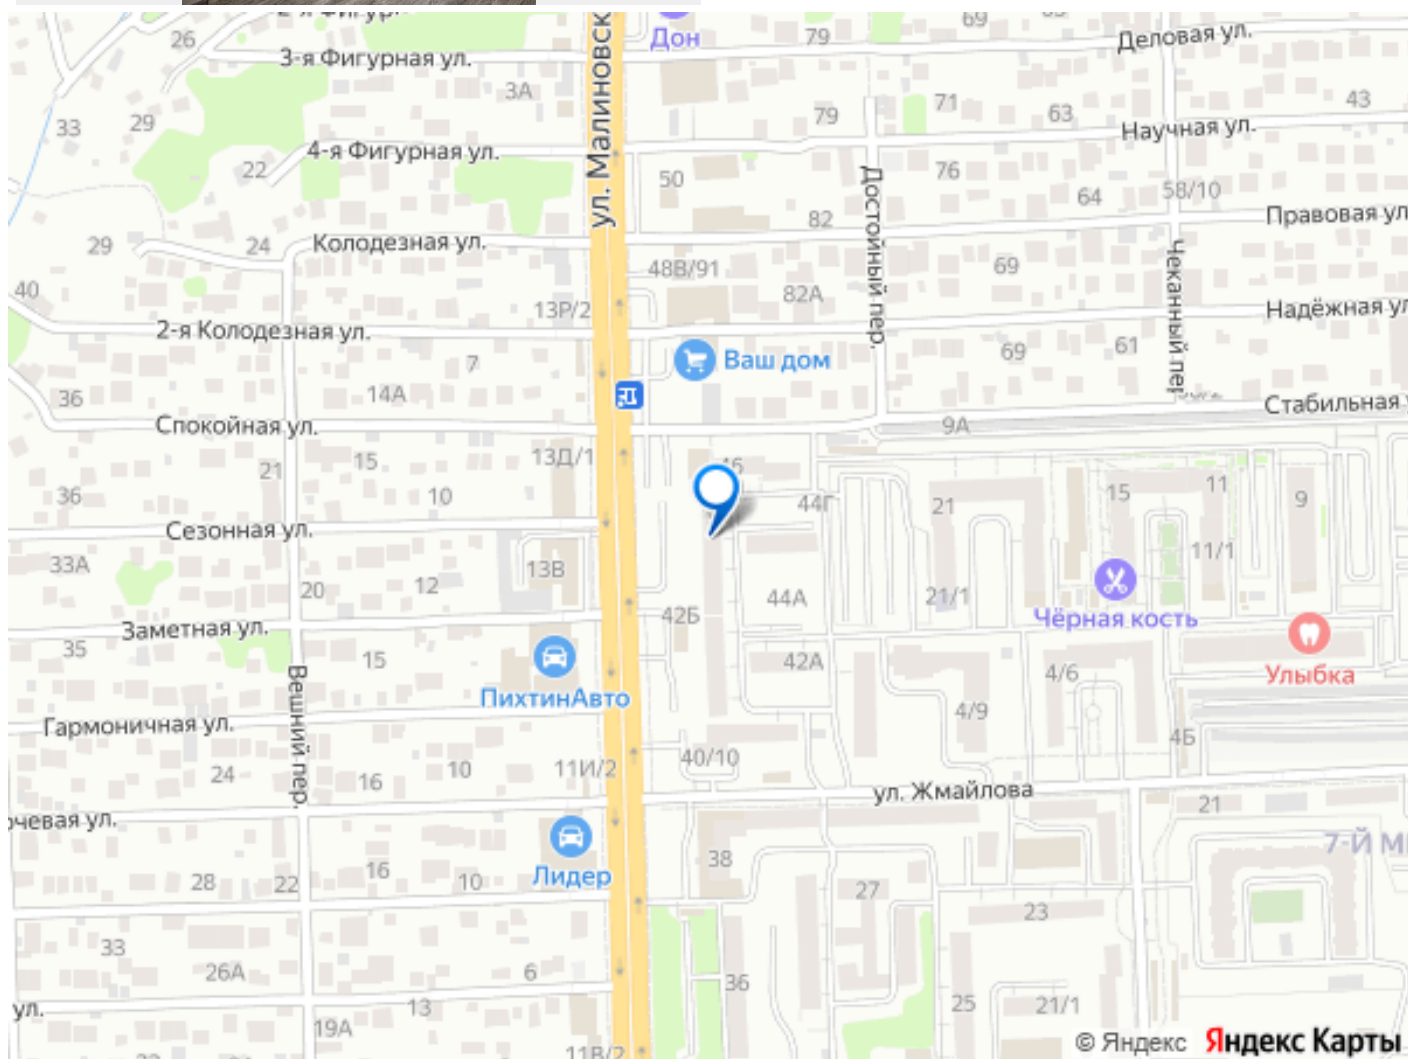 26
3-я Фигурная ул.
3А
33
29
22
4-я Фигурная ул.
ул. Малиновск
Дон
79
69
Деловая ул.
79
71
63
43
Научная ул.
50
76
64
58/10
82
Правовая ул
Достойный пер.
Чеканный пер
29
24
Колодезная ул.
48В/91
69
40
82А
13Р/2
Надёжная ул
2-я Колодезная ул.
7
Ваш дом
69
61
36
14А
Стабильная
Спокойная ул.
9А
21
15
13Д/1
36
10
44Г
21
15
11
9
Сезонная ул.
33А
20
12
13В
44А
21/1
11/1
Чёрная кость
42Б
Заметная ул.
35
15
42А
4/6
Улыбка
Вешний пер.
ПихтинАвто
4/9
Гармоничная ул.
4Б
24
16
10
11И/2
40/10
ул. Жмайлова
21
очевая ул.
7-Й М
28
22
16
10
Лидер
38
27
23
33
26А
6
36
ул.
19А
13
25
21/1
11В/2
© Яндекс Яндекс Карты